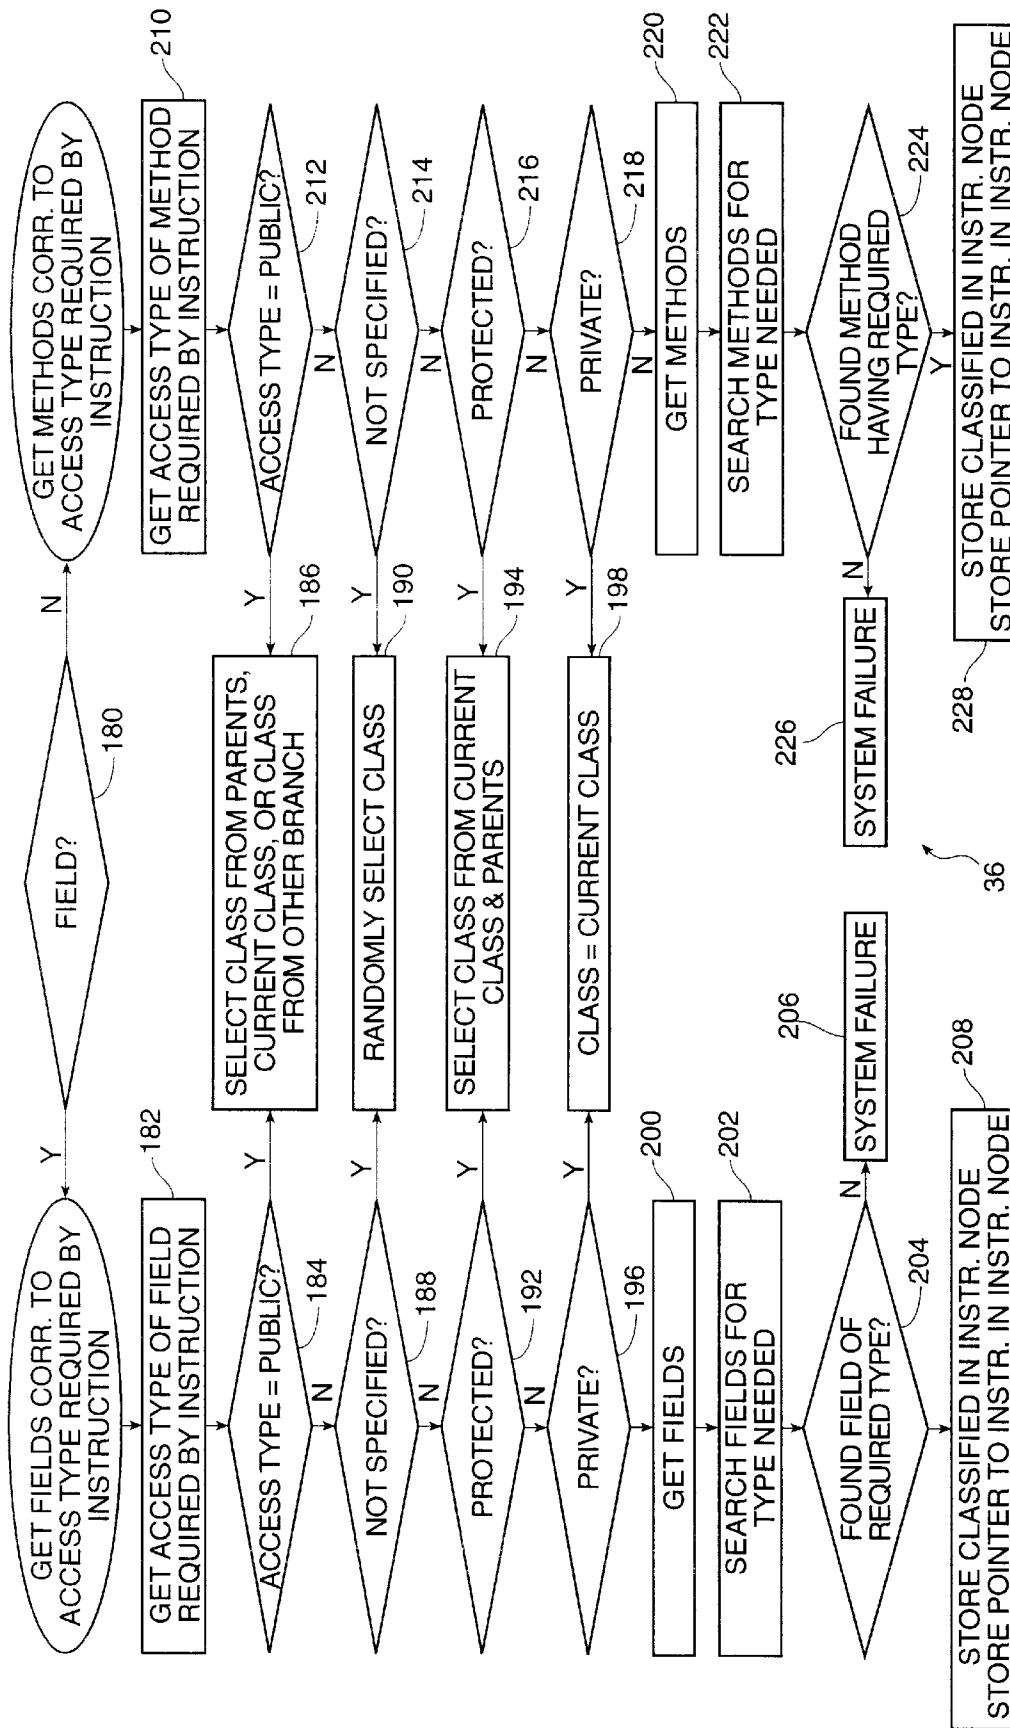 FIELD?
180
Y
N
GET FIELDS CORR. TO
ACCESS TYPE REQUIRED BY
INSTRUCTION
182
GET ACCESS TYPE OF FIELD
REQUIRED BY INSTRUCTION
ACCESS TYPE = PUBLIC?
184
Y
N
NOT SPECIFIED?
188
Y
N
PROTECTED?
192
Y
N
PRIVATE?
196
Y
GET FIELDS
200
SEARCH FIELDS FOR
TYPE NEEDED
202
FOUND FIELD OF
REQUIRED TYPE?
204
N
SYSTEM FAILURE
206
STORE CLASSIFIED IN INSTR. NODE
STORE POINTER TO INSTR. IN INSTR. NODE
208
SELECT CLASS FROM PARENTS,
CURRENT CLASS, OR CLASS
FROM OTHER BRANCH
186
RANDOMLY SELECT CLASS
190
SELECT CLASS FROM CURRENT
CLASS & PARENTS
194
CLASS = CURRENT CLASS
198
36
GET METHODS CORR. TO
ACCESS TYPE REQUIRED BY
INSTRUCTION
210
GET ACCESS TYPE OF METHOD
REQUIRED BY INSTRUCTION
ACCESS TYPE = PUBLIC?
212
Y
N
NOT SPECIFIED?
214
Y
N
PROTECTED?
216
Y
N
PRIVATE?
218
Y
N
GET METHODS
220
SEARCH METHODS FOR
TYPE NEEDED
222
FOUND METHOD
HAVING REQUIRED
TYPE?
224
N
Y
SYSTEM FAILURE
226
STORE CLASSIFIED IN INSTR. NODE
STORE POINTER TO INSTR. IN INSTR. NODE
228